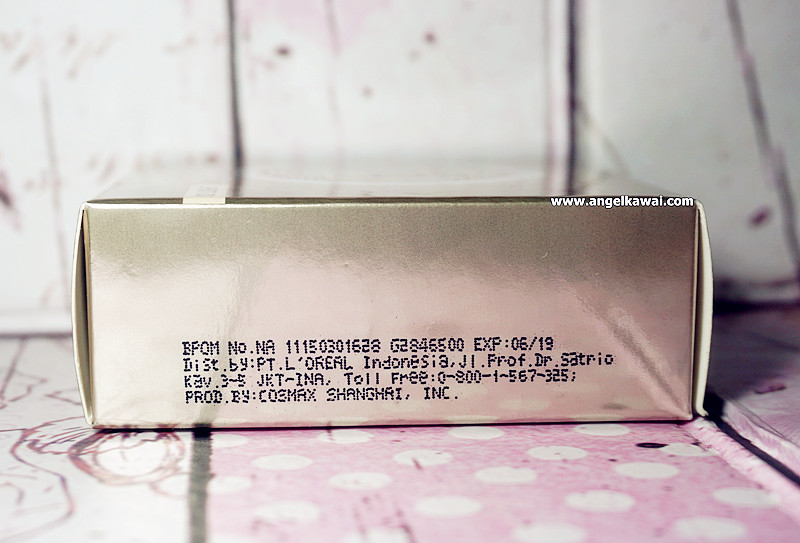 www.angelkawai.com
BPOM No.NA 11150301628 G2846500 EXP:06/19
Dist.by:PT.L'OREAL Indonesia,Jl.Prof.Dr.Satrio
Kav.3-5 JKT-INA, Toll Free:0-800-1-567-325;
PROD.BY:COSMAX SHANGHAI, INC.